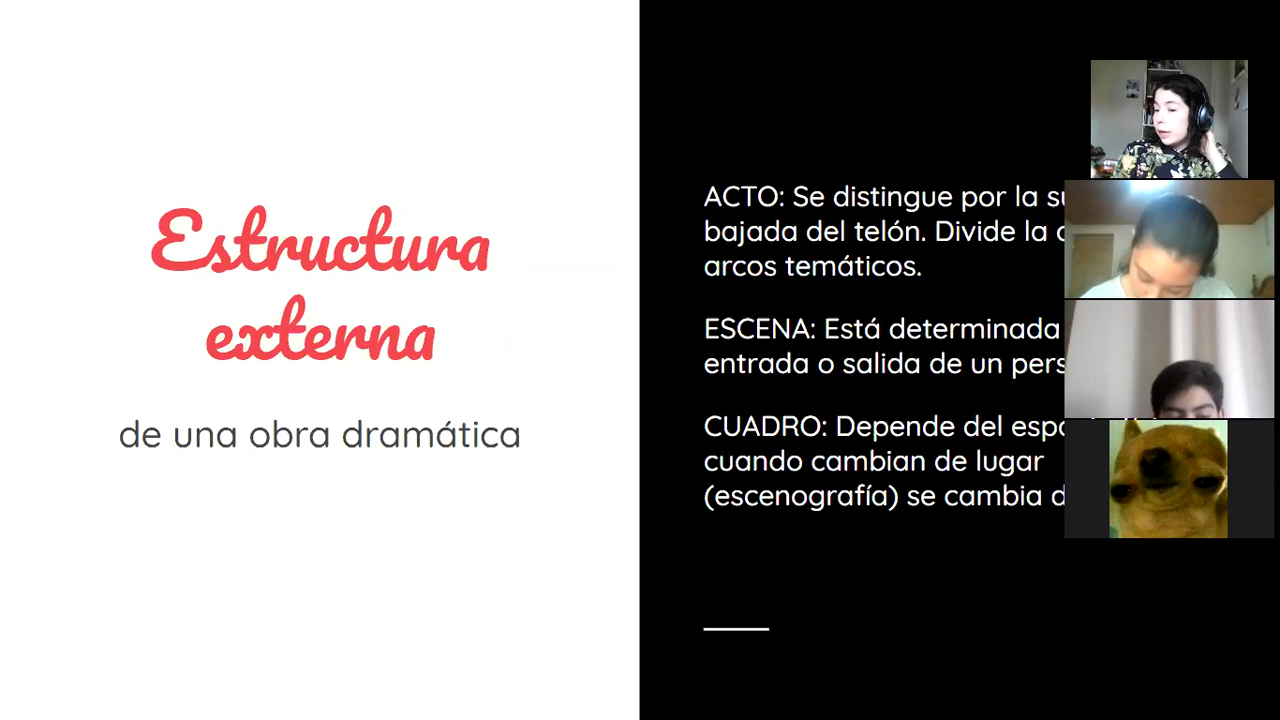 Estructura
externa
de una obra dramática
ACTO: Se distingue por la
bajada del telón. Divide la
arcos temáticos.
ESCENA: Está determinada
entrada o salida de un
CUADRO: Depende del
cuando cambian de lugar
(escenografía) se cambia